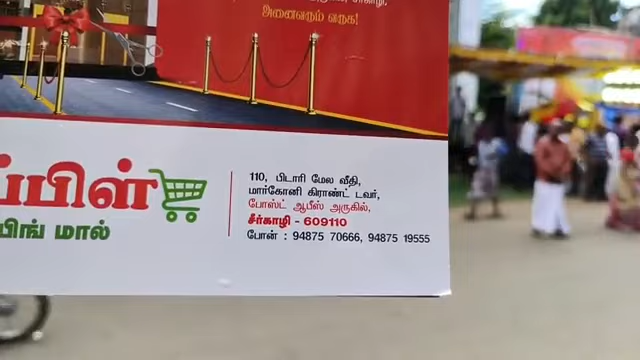 அனைவரும் வருக!
ப்பிள்
பிங் மால்
110, பிடாரி மேல வீதி,
மார்கோனி கிராண்ட் டவர்,
போஸ்ட் ஆபீஸ் அருகில்,
சீர்காழி - 609110
போன் : 94875 70666, 94875 19555